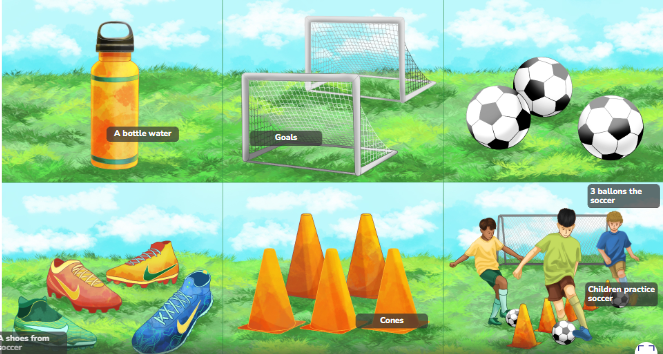 A bottle water
Goals
3 ballons the
soccer
Children practice
soccer
A shoes from
soccer
Cones